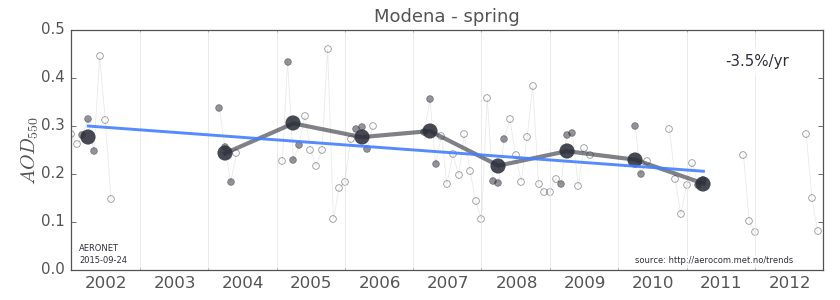 Modena - spring
0.5
0.4
0.3
0.2
0.1
0.0
AOD550
-3.5%/yr
AERONET
2015-09-24
source: http://aerocom.met.no/trends
2002 2003 2004 2005 2006 2007 2008 2009 2010 2011 2012